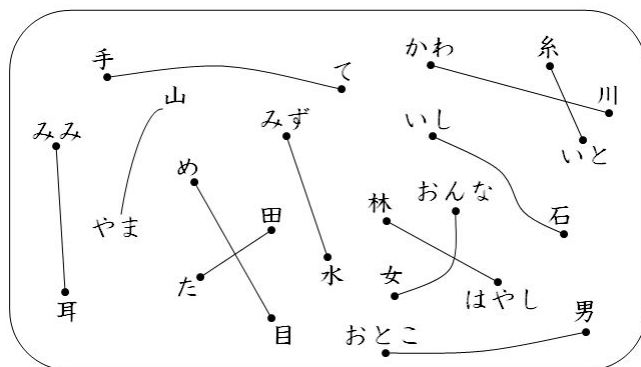 手
て
かわ
糸
山
川
みみ
みず
いし
いと
め
おんな
田
林
石
やま
た
水
女
はやし
耳
目
おとこ
男